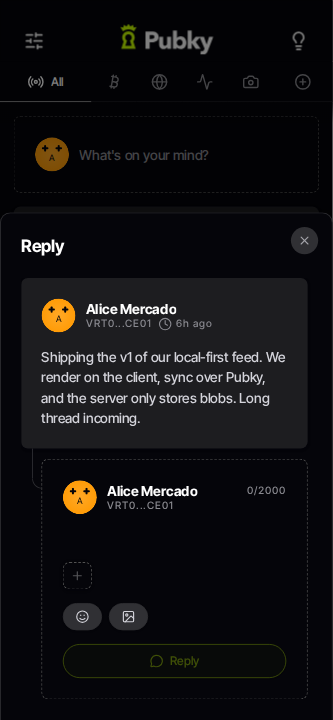 Pubky
All
What's on your mind?
Reply
Alice Mercado
VRT0...CE01 6h ago
Shipping the v1 of our local-first feed. We
render on the client, sync over Pubky,
and the server only stores blobs. Long
thread incoming.
Alice Mercado 0/2000
VRT0...CE01
Reply